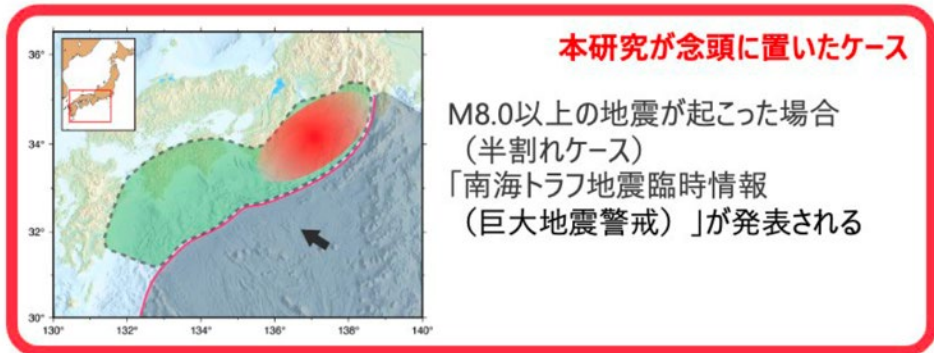 本研究が念頭に置いたケース
M8.0以上の地震が起こった場合
（半割れケース）
「南海トラフ地震臨時情報
（巨大地震警戒）」が発表される
36°
34°
32°
30°
130°
132°
134°
136°
138°
140°